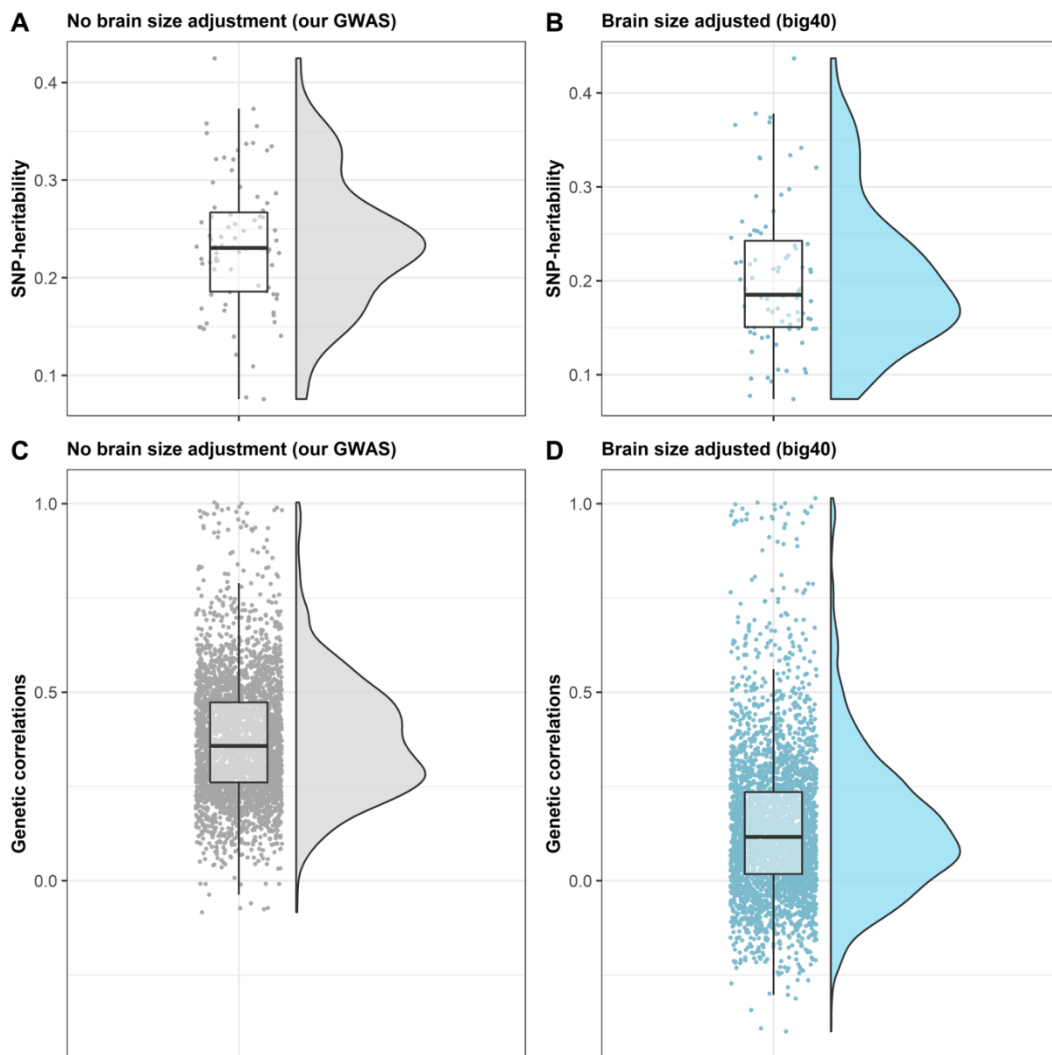 A No brain size adjustment (our GWAS)
B Brain size adjusted (big40)
SNP-heritability
0.4
0.3
0.2
0.1
SNP-heritability
0.4
0.3
0.2
0.1
C No brain size adjustment (our GWAS)
D Brain size adjusted (big40)
Genetic correlations
1.0
0.5
0.0
Genetic correlations
1.0
0.5
0.0